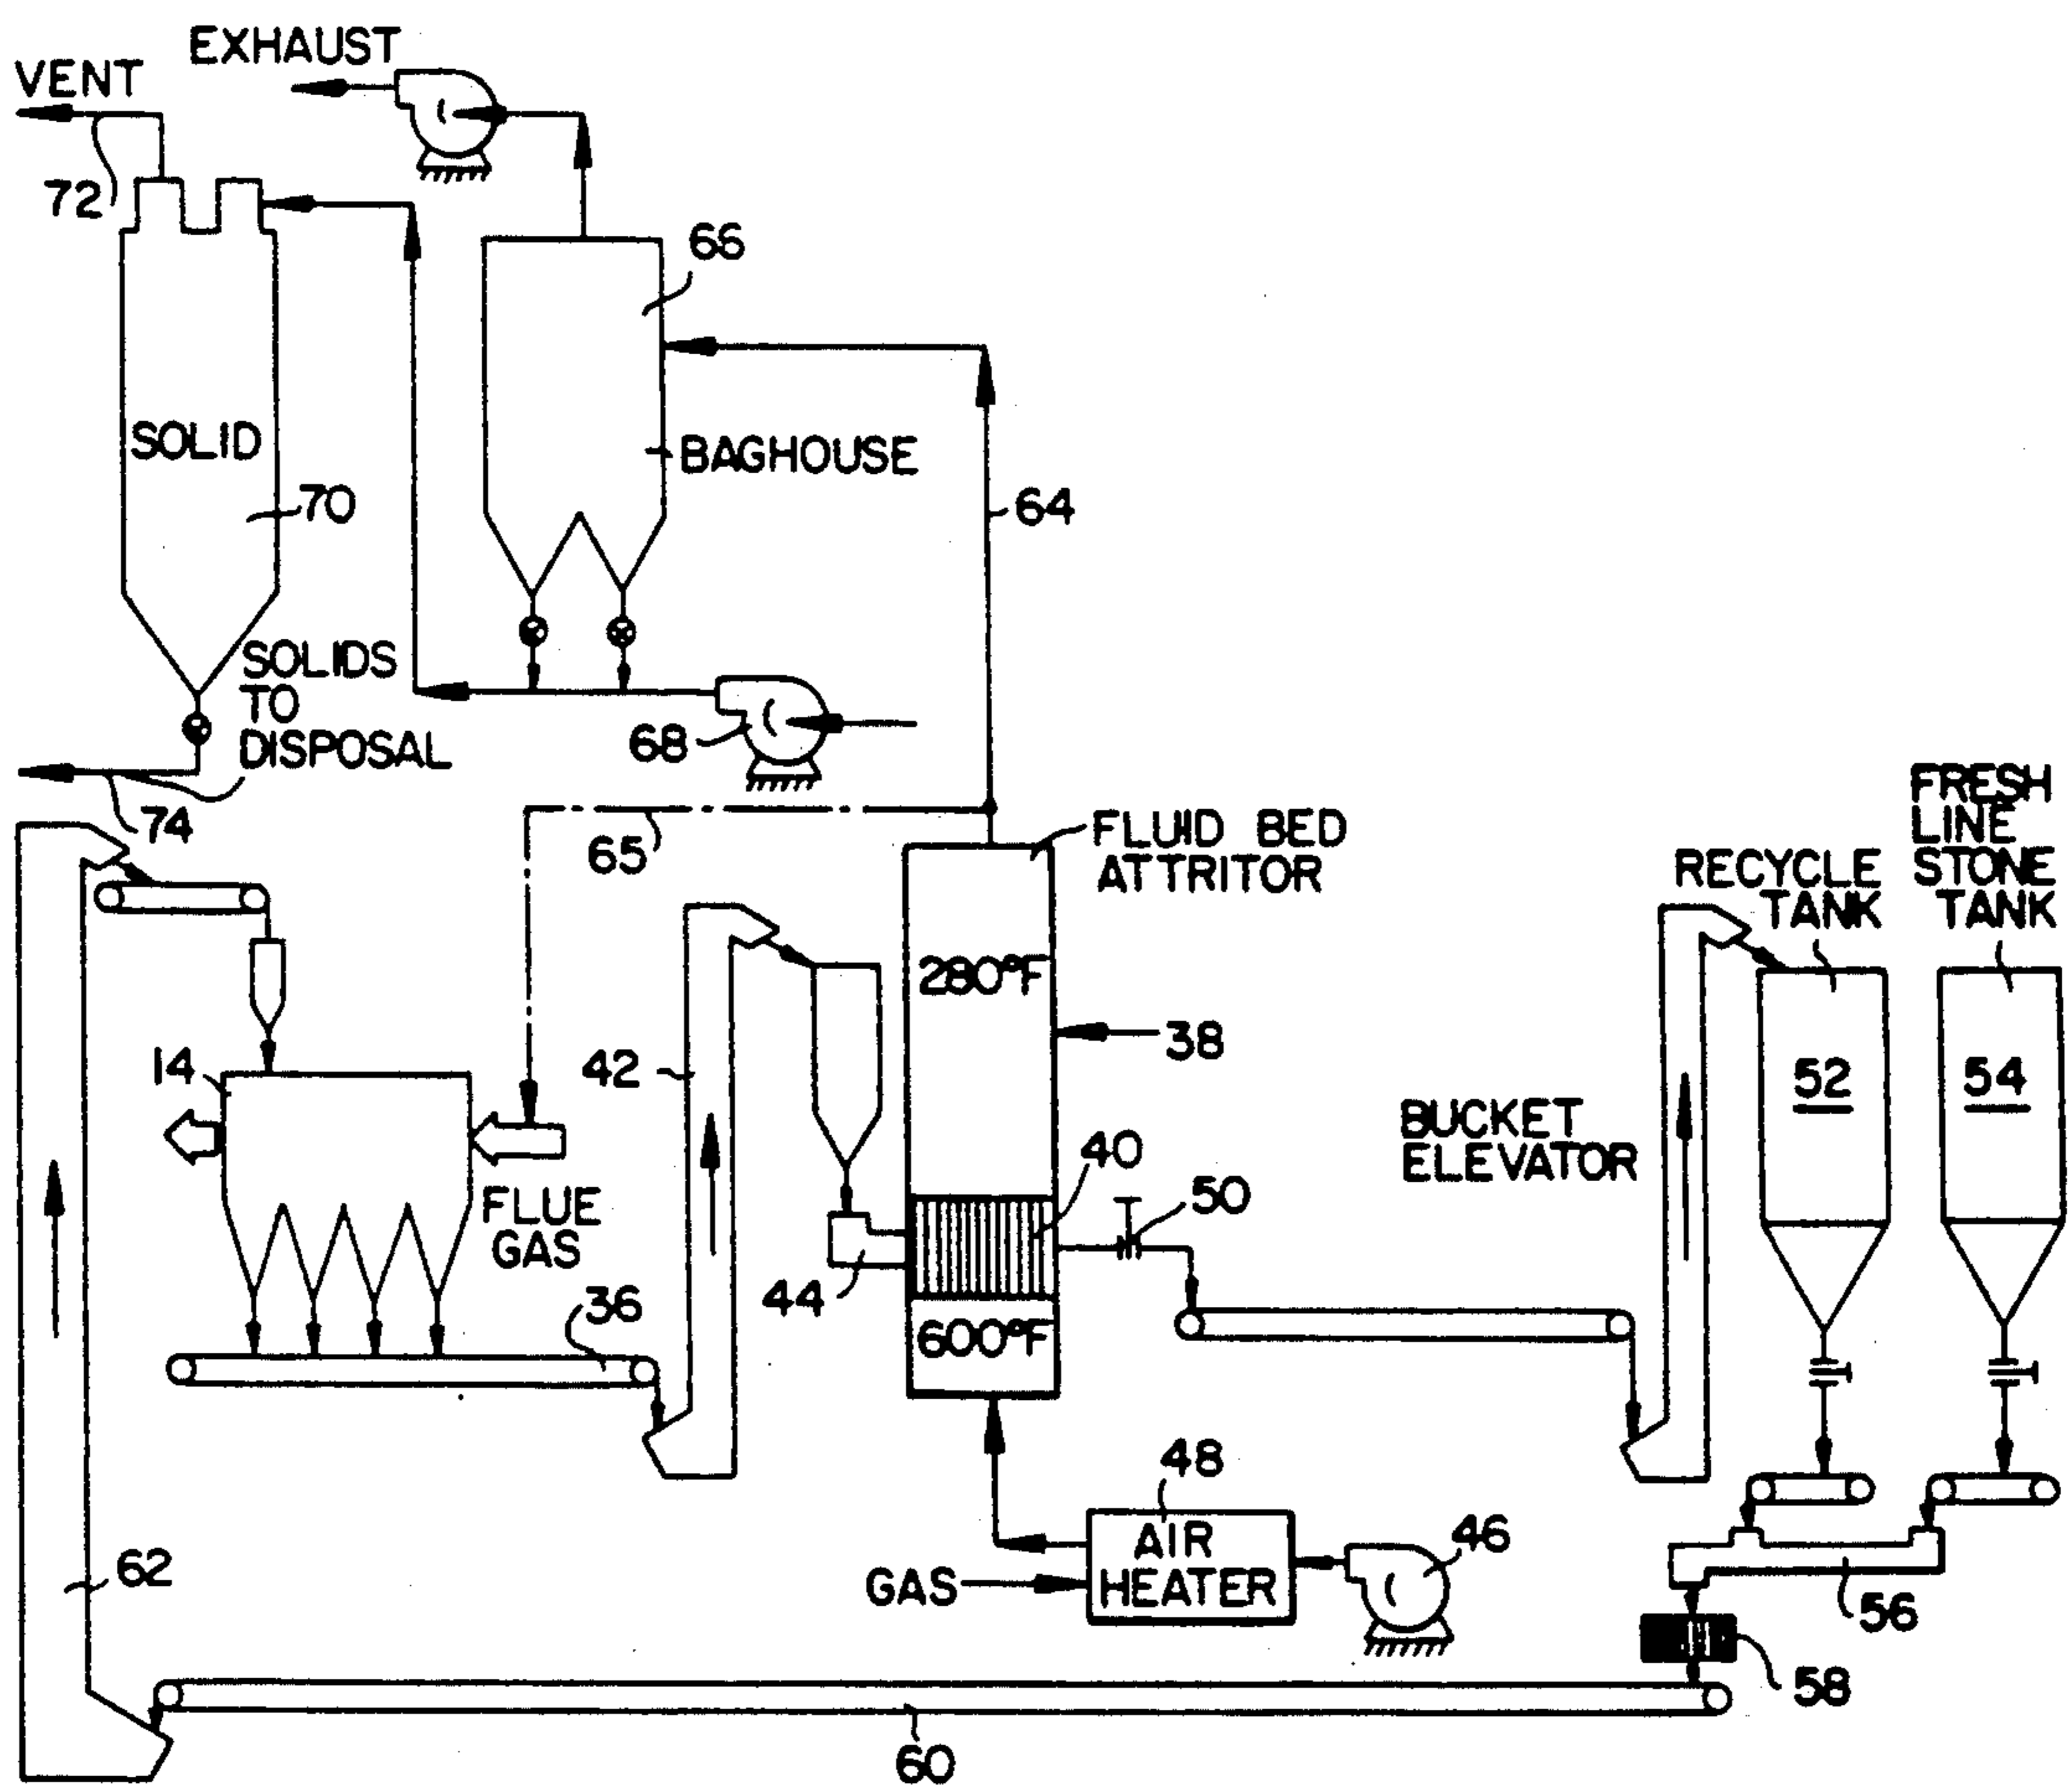 EXHAUST
VENT
72
66
SOLID
BAGHOUSE
70
64
SOLIDS
TO
DISPOSAL
68
74
65
FLUID BED
ATTRITOR
RECYCLE
TANK
FRESH
LINE
STONE
TANK
280°F
38
14
42
52
54
BUCKET
ELEVATOR
40
50
FLUE
GAS
44
36
600°F
48
AIR
HEATER
46
GAS
62
56
58
60